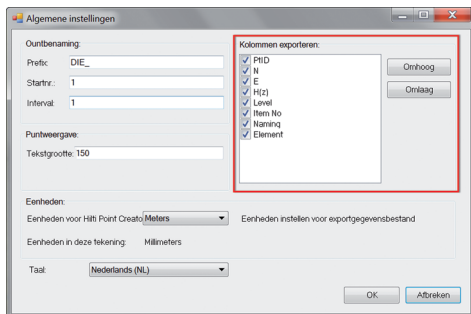 Algemene instellingen
Ountbenaming:
Prefix: DIE_
Startnr.: 1
Interval: 1
Puntweergave:
Tekstgrootte: 150
Kolommen exporteren:
PtID
N
E
H(z)
Level
Item No
Naming
Element
Omhoog
Omlaag
Eenheden:
Eenheden voor Hilti Point Creato Meters
Eenheden instellen voor exportgegevensbestand
Eenheden in deze tekening: Millimeters
Taal: Nederlands (NL)
OK
Afbreken